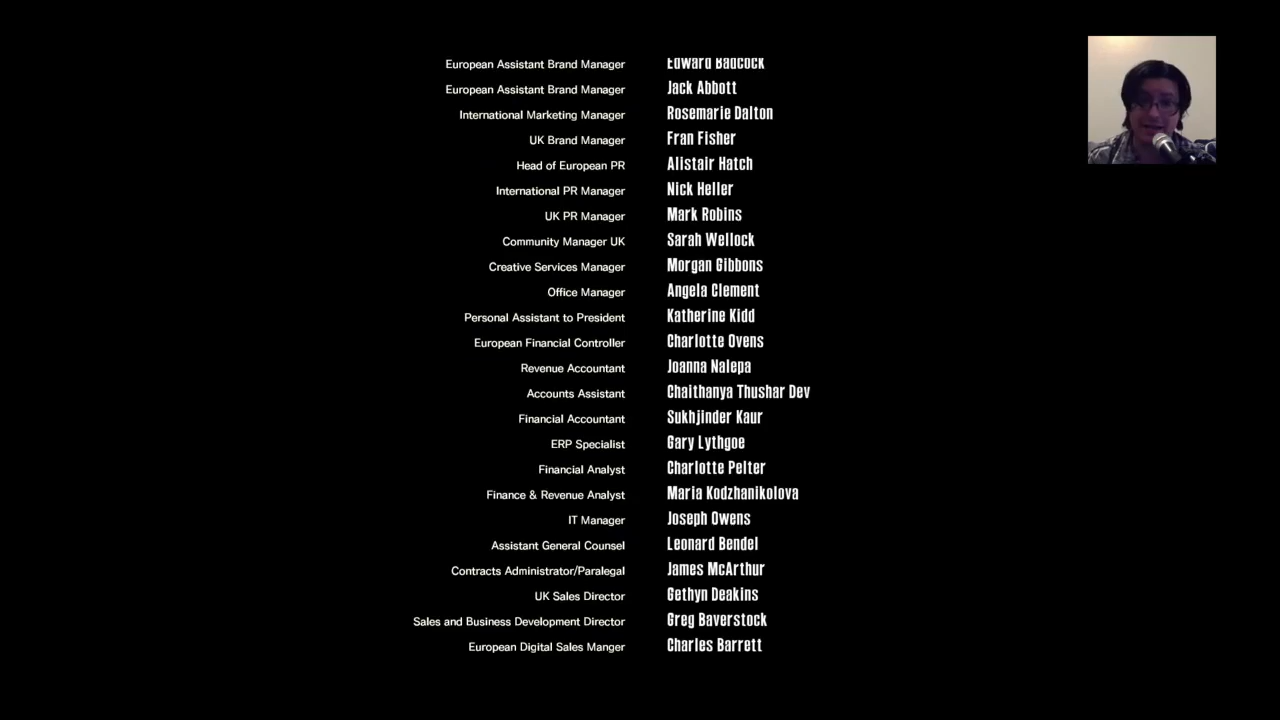 European Assistant Brand Manager Edward Badcock
European Assistant Brand Manager Jack Abbott
International Marketing Manager Rosemarie Dalton
UK Brand Manager Fran Fisher
Head of European PR Alistair Hatch
International PR Manager Nick Heller
UK PR Manager Mark Robins
Community Manager UK Sarah Wellock
Creative Services Manager Morgan Gibbons
Office Manager Angela Clement
Personal Assistant to President Katherine Kidd
European Financial Controller Charlotte Ovens
Revenue Accountant Joanna Nalepa
Accounts Assistant Chaithanya Thushar Dev
Financial Accountant Sukhjinder Kaur
ERP Specialist Gary Lythgoe
Financial Analyst Charlotte Pelter
Finance & Revenue Analyst Maria Kodzhanikolova
IT Manager Joseph Owens
Assistant General Counsel Leonard Bendel
Contracts Administrator/Paralegal James McArthur
UK Sales Director Gethyn Deakins
Sales and Business Development Director Greg Baverstock
European Digital Sales Manger Charles Barrett